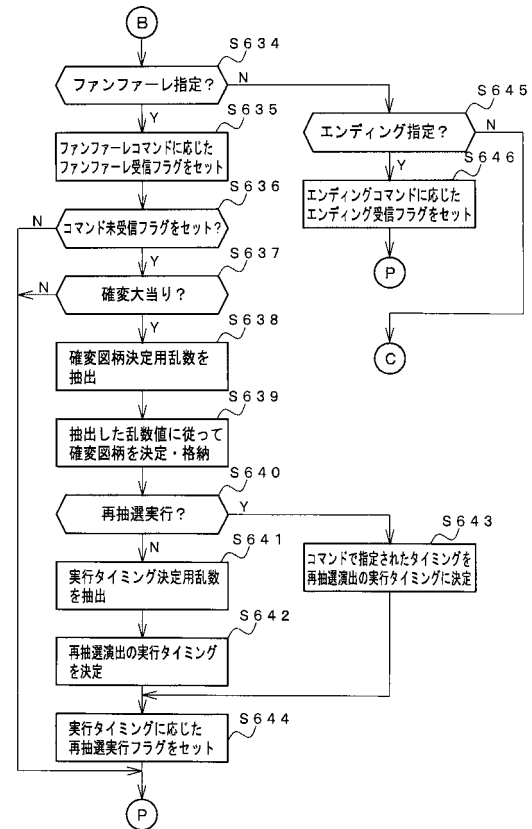 B
S634
ファンファーレ指定?
N
Y
S635
ファンファーレコマンドに応じた
ファンファーレ受信フラグをセット
S636
コマンド未受信フラグをセット?
N
Y
S637
確変大当り?
N
Y
S638
確変図柄決定用乱数を
抽出
S639
抽出した乱数値に従って
確変図柄を決定・格納
S640
再抽選実行?
Y
N
S641
実行タイミング決定用乱数
を抽出
S642
再抽選演出の実行タイミング
を決定
S643
コマンドで指定されたタイミングを
再抽選演出の実行タイミングに決定
S644
実行タイミングに応じた
再抽選実行フラグをセット
P
S645
エンディング指定?
N
Y
S646
エンディングコマンドに応じた
エンディング受信フラグをセット
P
C